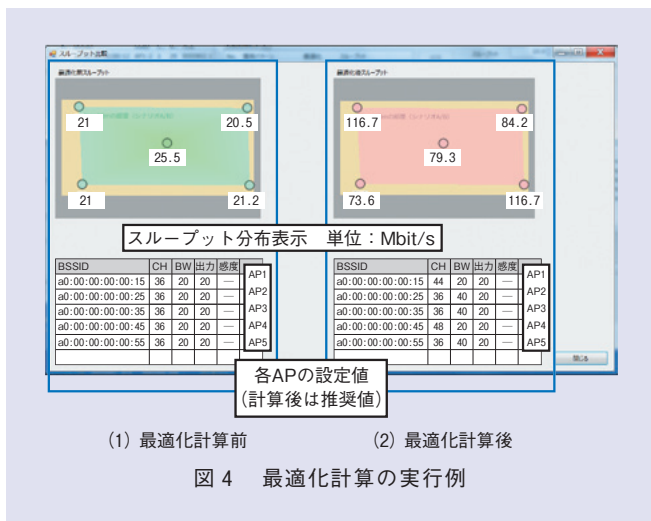 スループット比較
最適化前スループット
最適化後スループット
21
20.5
25.5
21
21.2
116.7
84.2
79.3
73.6
116.7
スループット分布表示　単位：Mbit/s
BSSID CH BW 出力 感度
a0:00:00:00:00:15 36 20 20 — AP1
a0:00:00:00:00:25 36 20 20 — AP2
a0:00:00:00:00:35 36 20 20 — AP3
a0:00:00:00:00:45 36 20 20 — AP4
a0:00:00:00:00:55 36 20 20 — AP5
BSSID CH BW 出力 感度
a0:00:00:00:00:15 44 20 20 — AP1
a0:00:00:00:00:25 36 40 20 — AP2
a0:00:00:00:00:35 36 40 20 — AP3
a0:00:00:00:00:45 48 20 20 — AP4
a0:00:00:00:00:55 36 40 20 — AP5
閉じる
各APの設定値
(計算後は推奨値)
(1) 最適化計算前
(2) 最適化計算後
図 4　最適化計算の実行例